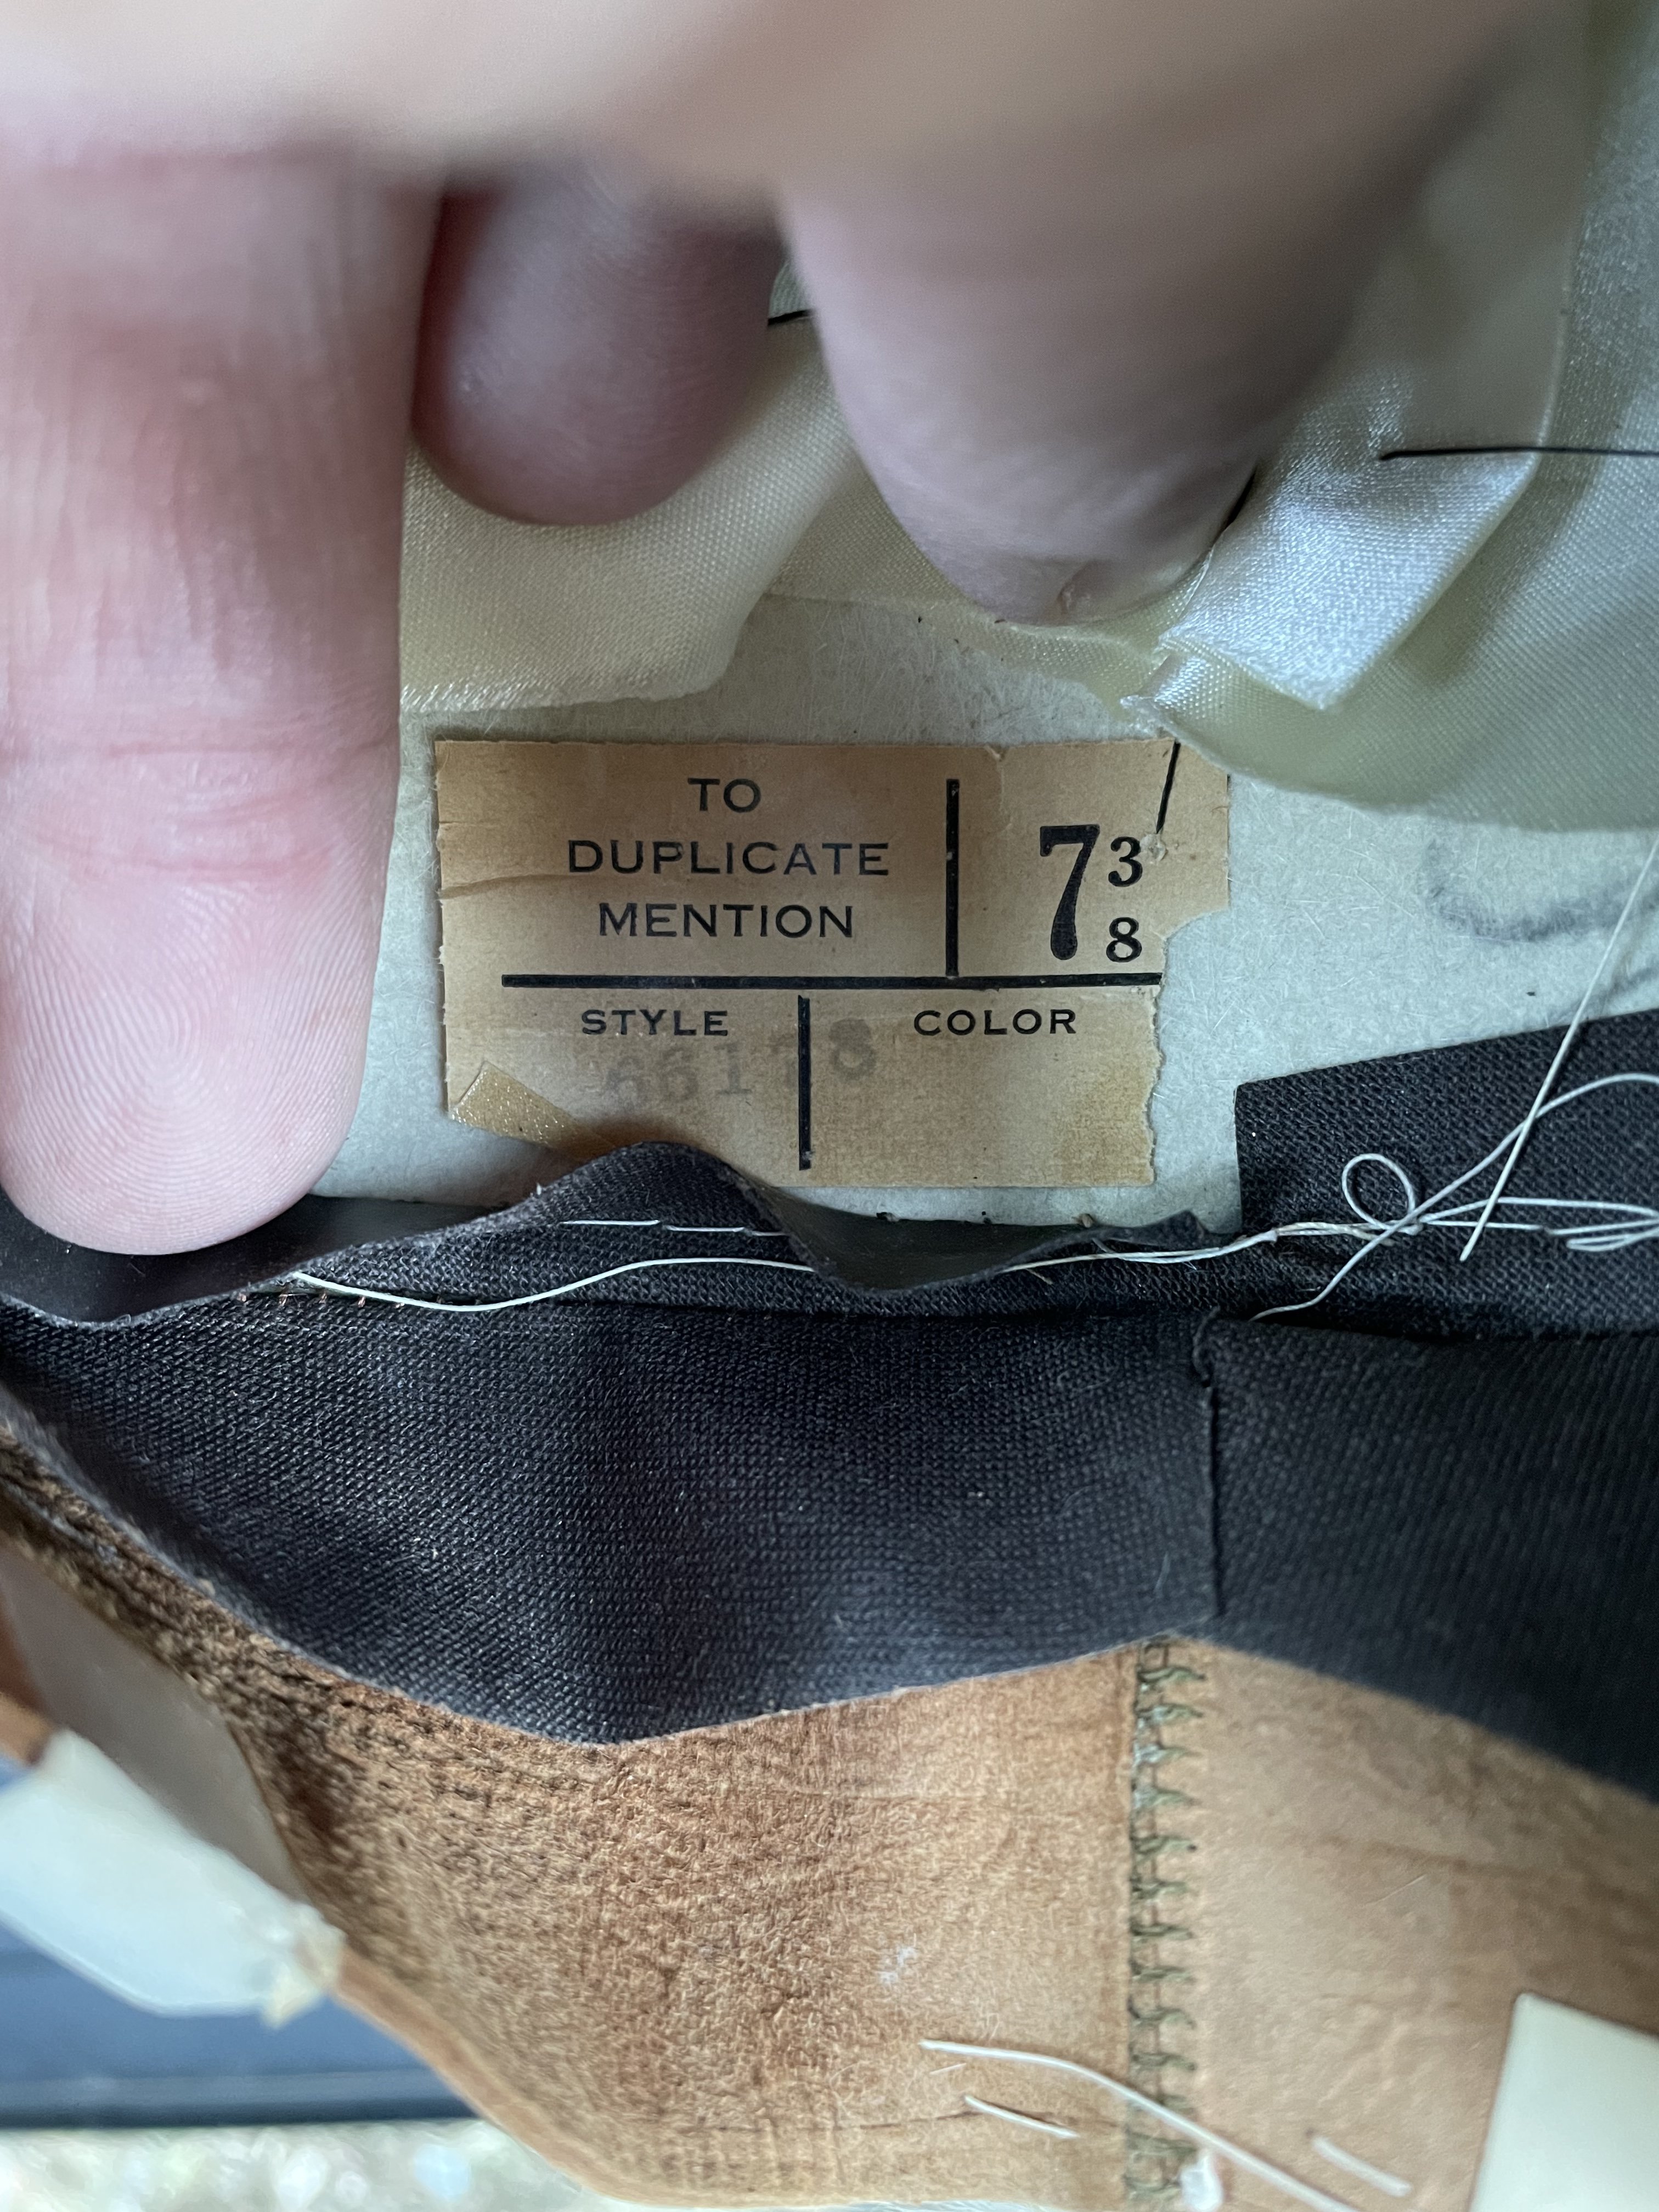 TO
DUPLICATE
MENTION
7 3/8
STYLE COLOR